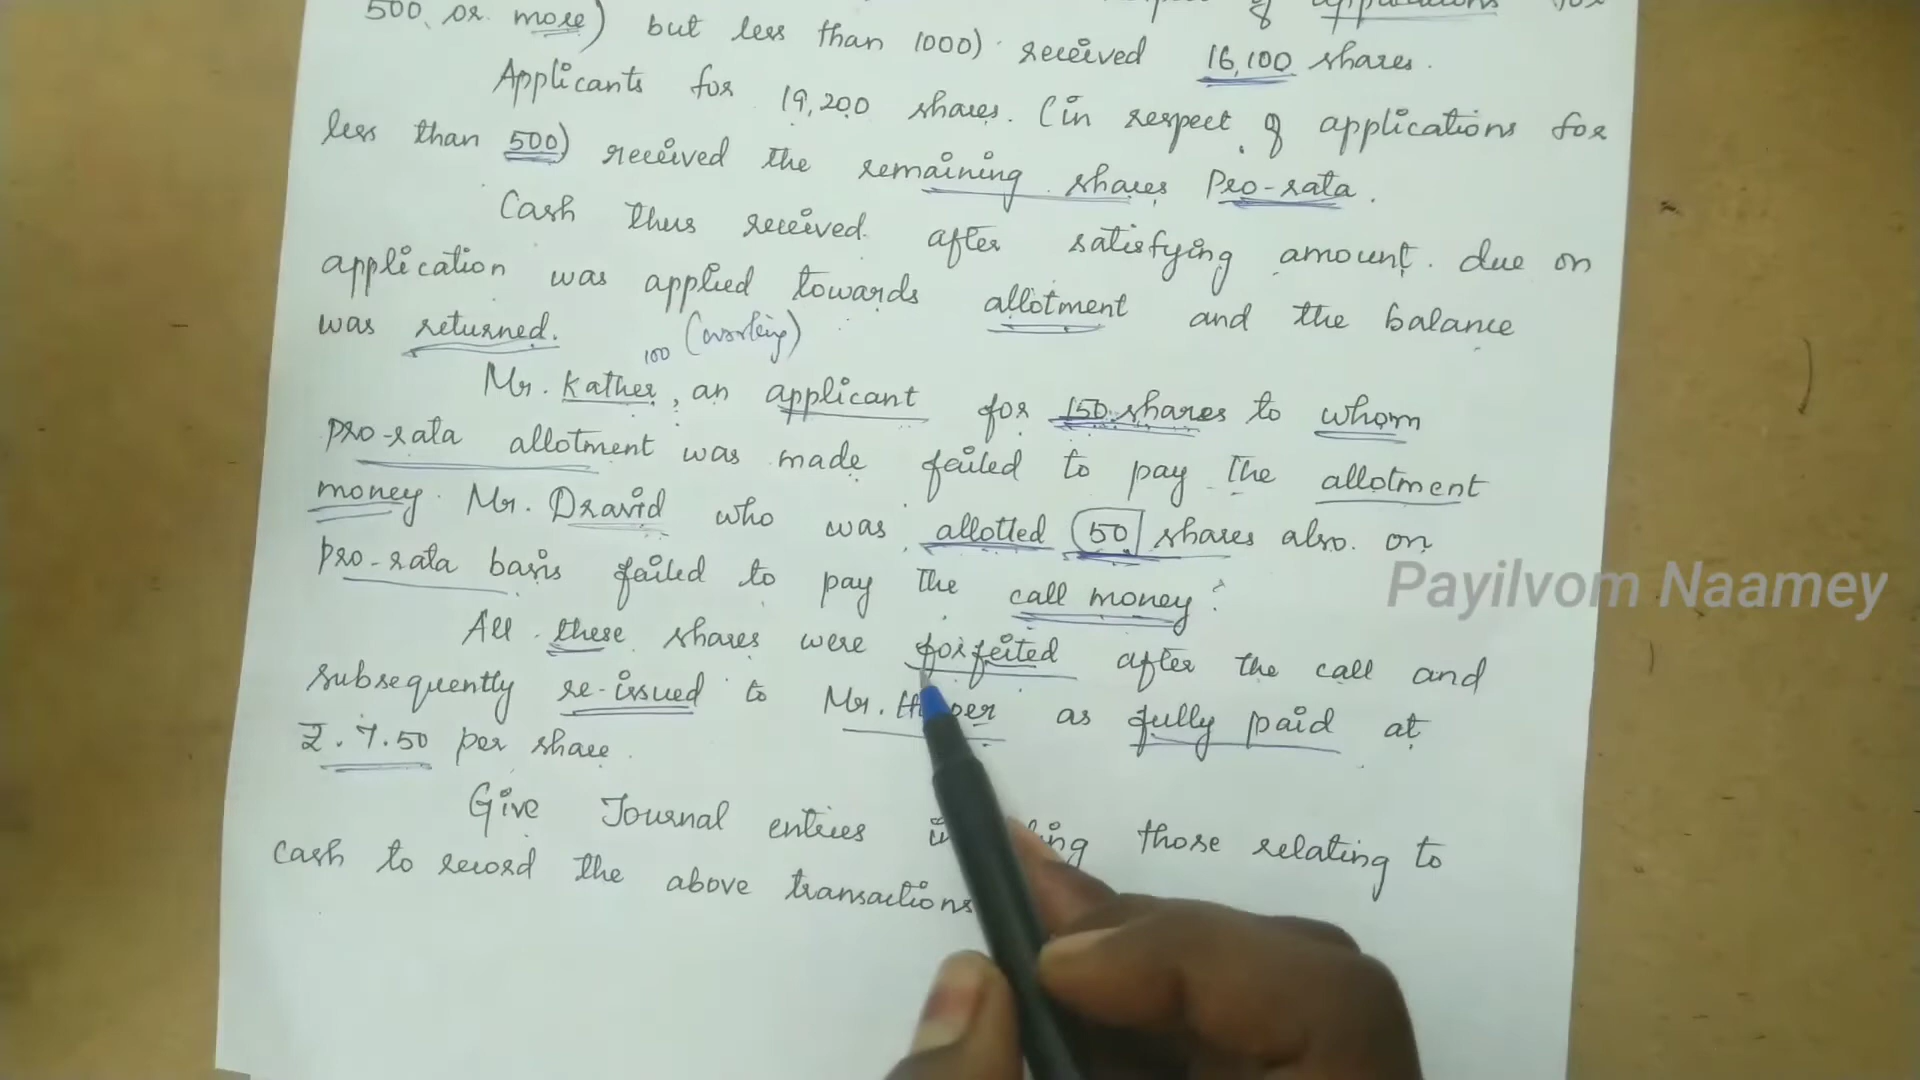 500, or more) but less than 1000) received 16,100 shares.
Applicants for 19,200 shares. (in respect of applications for
less than 500) received the remaining shares Pro-rata.
Cash thus received after satisfying amount due on
application was applied towards allotment and the balance
was returned.
100 (working)
Mr. Kather, an applicant for 150 shares to whom
pro-rata allotment was made failed to pay the allotment
money. Mr. Dravid who was allotted 50 shares also on
pro-rata basis failed to pay the call money.
All these shares were forfeited after the call and
subsequently re-issued to Mr. as fully paid at
₹. 7.50 per share.
Give Journal entries those relating to
cash to record the above transactions
Payilvom Naamey